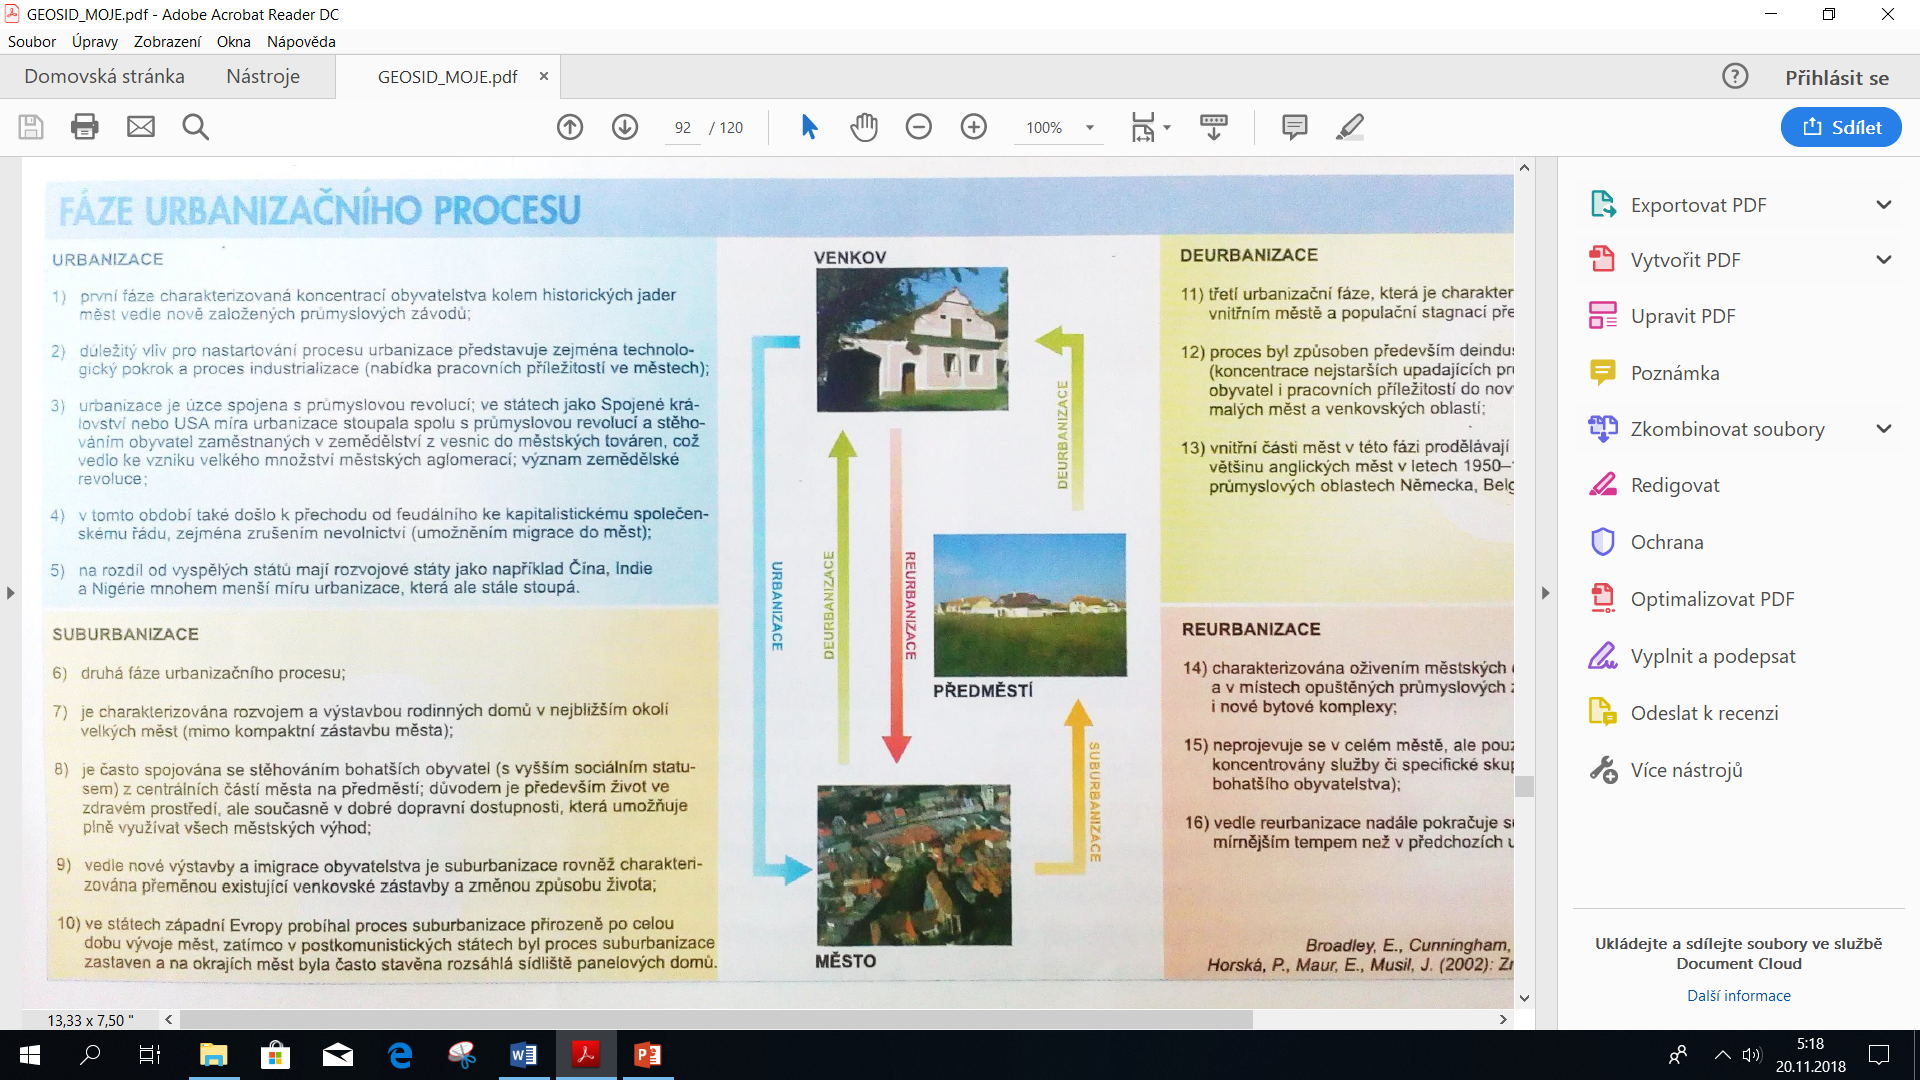 GEOSID_MOJE.pdf - Adobe Acrobat Reader DC
Soubor Úpravy Zobrazení Okna Nápověda
Domovská stránka Nástroje GEOSID_MOJE.pdf × Přihlásit se
92 / 120 100% Sdílet
FÁZE URBANIZAČNÍHO PROCESU
URBANIZACE
1) první fáze charakterizovaná koncentrací obyvatelstva kolem historických jader
měst vedle nově založených průmyslových závodů;
2) důležitý vliv pro nastartování procesu urbanizace představuje zejména technolo-
gický pokrok a proces industrializace (nabídka pracovních příležitostí ve městech);
3) urbanizace je úzce spojena s průmyslovou revolucí; ve státech jako Spojené krá-
lovství nebo USA míra urbanizace stoupala spolu s průmyslovou revolucí a stěho-
váním obyvatel zaměstnaných v zemědělství z vesnic do městských továren, což
vedlo ke vzniku velkého množství městských aglomerací; význam zemědělské
revoluce;
4) v tomto období také došlo k přechodu od feudálního ke kapitalistickému společen-
skému řádu, zejména zrušením nevolnictví (umožněním migrace do měst);
5) na rozdíl od vyspělých států mají rozvojové státy jako například Čína, Indie
a Nigérie mnohem menší míru urbanizace, která ale stále stoupá.
SUBURBANIZACE
6) druhá fáze urbanizačního procesu;
7) je charakterizována rozvojem a výstavbou rodinných domů v nejbližším okolí
velkých měst (mimo kompaktní zástavbu města);
8) je často spojována se stěhováním bohatších obyvatel (s vyšším sociálním statu-
sem) z centrálních částí města na předměstí; důvodem je především život ve
zdravém prostředí, ale současně v dobré dopravní dostupnosti, která umožňuje
plně využívat všech městských výhod;
9) vedle nové výstavby a imigrace obyvatelstva je suburbanizace rovněž charakteri-
zována přeměnou existující venkovské zástavby a změnou způsobu života;
10) ve státech západní Evropy probíhal proces suburbanizace přirozeně po celou
dobu vývoje měst, zatímco v postkomunistických státech byl proces suburbanizace
zastaven a na okrajích měst byla často stavěna rozsáhlá sídliště panelových domů.
VENKOV
URBANIZACE
DEURBANIZACE
REURBANIZACE
DEURBANIZACE
PŘEDMĚSTÍ
SUBURBANIZACE
MĚSTO
DEURBANIZACE
11) třetí urbanizační fáze, která je charakter
vnitřním městě a populační stagnací pře
12) proces byl způsoben především deindus
(koncentrace nejstarších upadajících prů
obyvatel i pracovních příležitostí do nov
malých měst a venkovských oblastí;
13) vnitřní části měst v této fázi prodělávají
většinu anglických měst v letech 1950–
průmyslových oblastech Německa, Belg
REURBANIZACE
14) charakterizována oživením městských
a v místech opuštěných průmyslových z
i nové bytové komplexy;
15) neprojevuje se v celém městě, ale pouz
koncentrovány služby či specifické skup
bohatšího obyvatelstva);
16) vedle reurbanizace nadále pokračuje s
mírnějším tempem než v předchozích u
Broadley, E., Cunningham,
Horská, P., Maur, E., Musil, J. (2002): Zr
Exportovat PDF
Vytvořit PDF
Upravit PDF
Poznámka
Zkombinovat soubory
Redigovat
Ochrana
Optimalizovat PDF
Vyplnit a podepsat
Odeslat k recenzi
Více nástrojů
Ukládejte a sdílejte soubory ve službě
Document Cloud
Další informace
13,33 x 7,50 "
5:18
20.11.2018